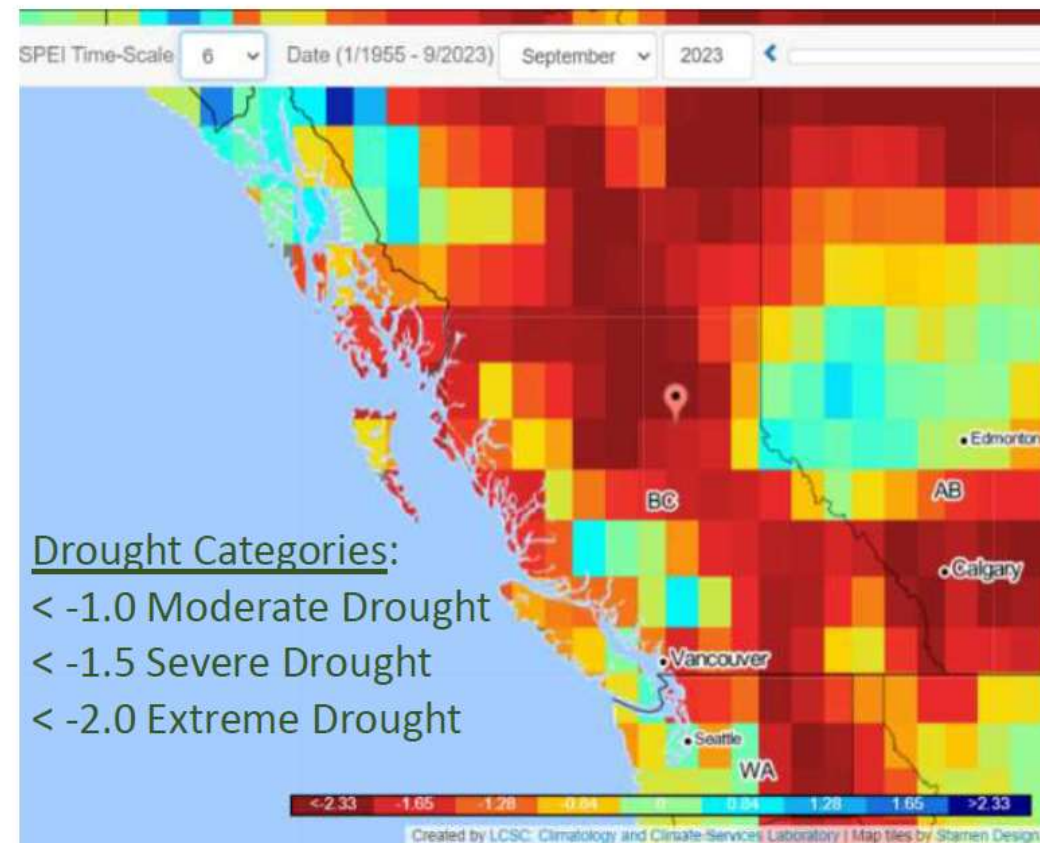 SPEI Time-Scale 6 Date (1/1955 - 9/2023) September 2023
Edmonton
BC
AB
Drought Categories:
Calgary
< -1.0 Moderate Drought
< -1.5 Severe Drought
Vancouver
< -2.0 Extreme Drought
Seattle
WA
<-2.33 -1.65 -1.28 -0.84 0 0.84 1.28 1.65 >2.33
Created by LCSC: Climatology and Climate Services Laboratory | Map tiles by Stamen Design